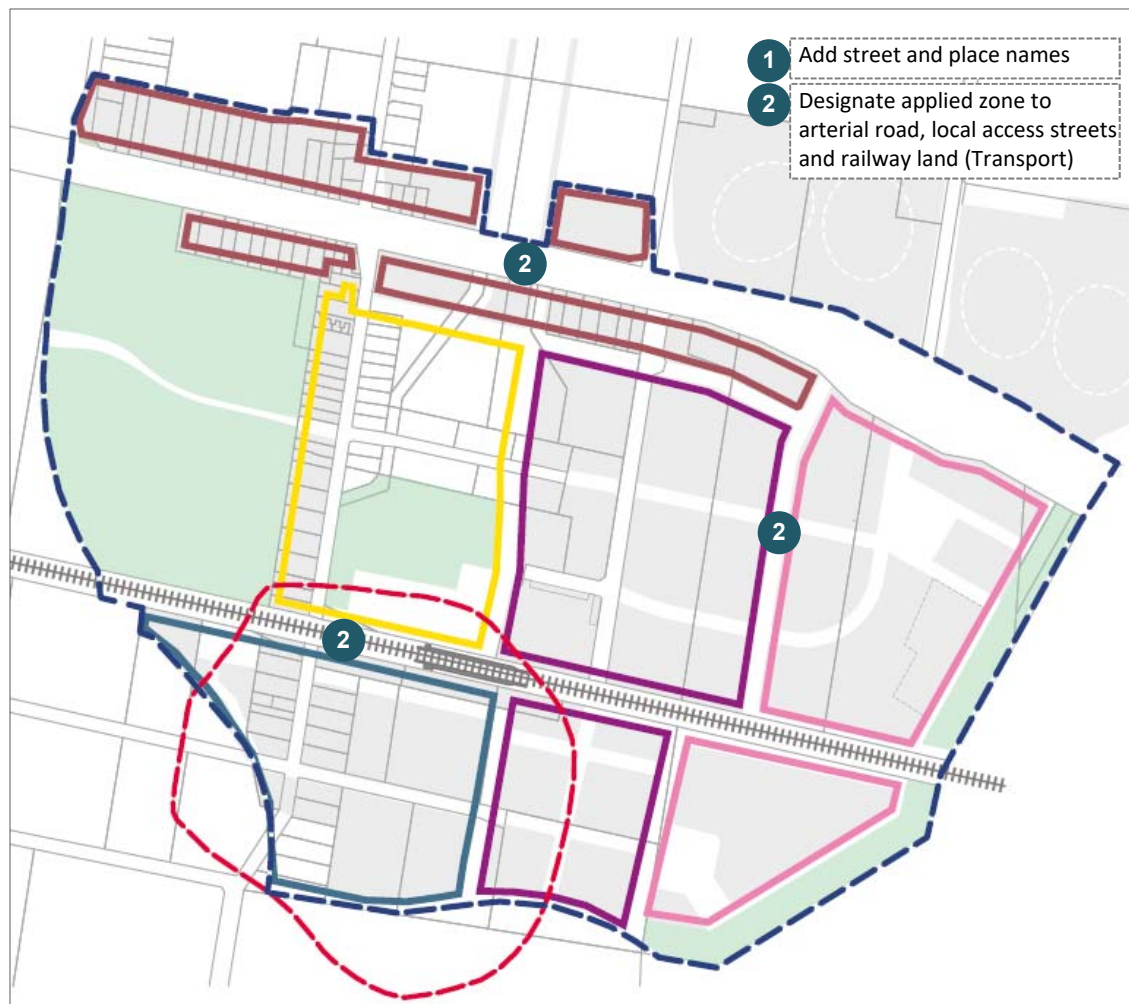 1 Add street and place names
2 Designate applied zone to
arterial road, local access streets
and railway land (Transport)
2
2
2